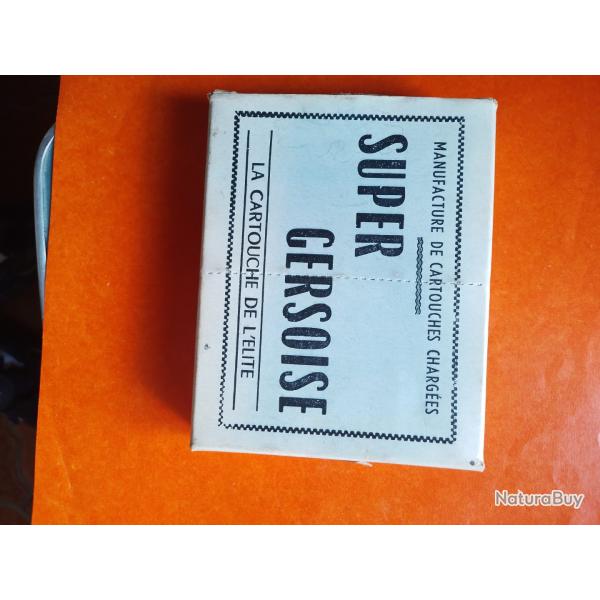 MANUFACTURE DE CARTOUCHES CHARGÉES
SUPER
GERSOISE
LA CARTOUCHE DE L'ELITE
NaturaBuy